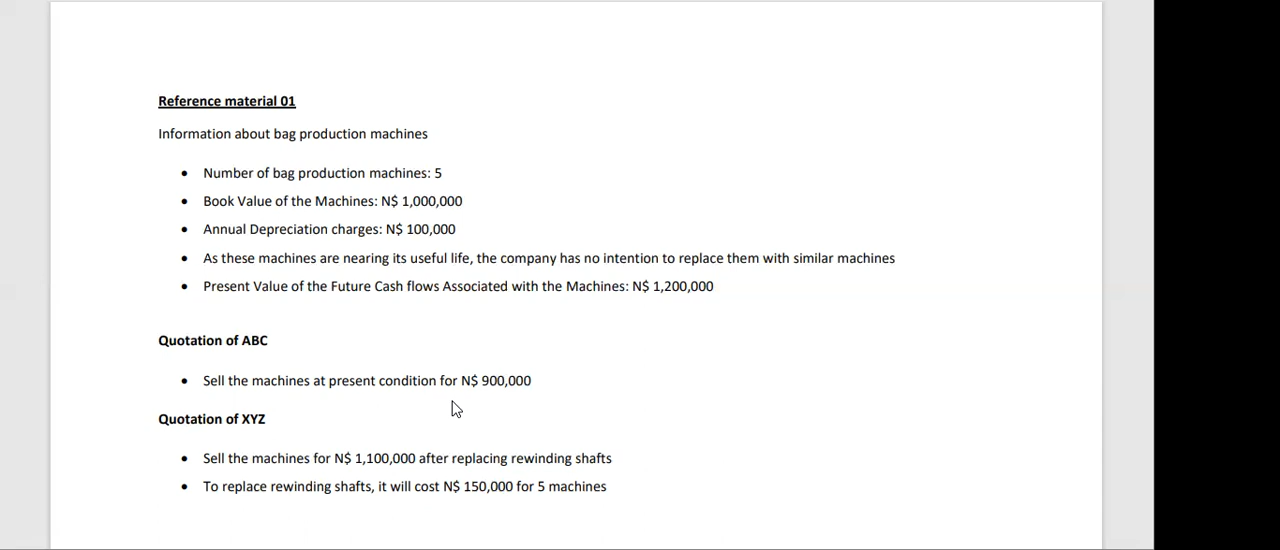 Reference material 01
Information about bag production machines
• Number of bag production machines: 5
• Book Value of the Machines: N$ 1,000,000
• Annual Depreciation charges: N$ 100,000
• As these machines are nearing its useful life, the company has no intention to replace them with similar machines
• Present Value of the Future Cash flows Associated with the Machines: N$ 1,200,000
Quotation of ABC
• Sell the machines at present condition for N$ 900,000
Quotation of XYZ
• Sell the machines for N$ 1,100,000 after replacing rewinding shafts
• To replace rewinding shafts, it will cost N$ 150,000 for 5 machines